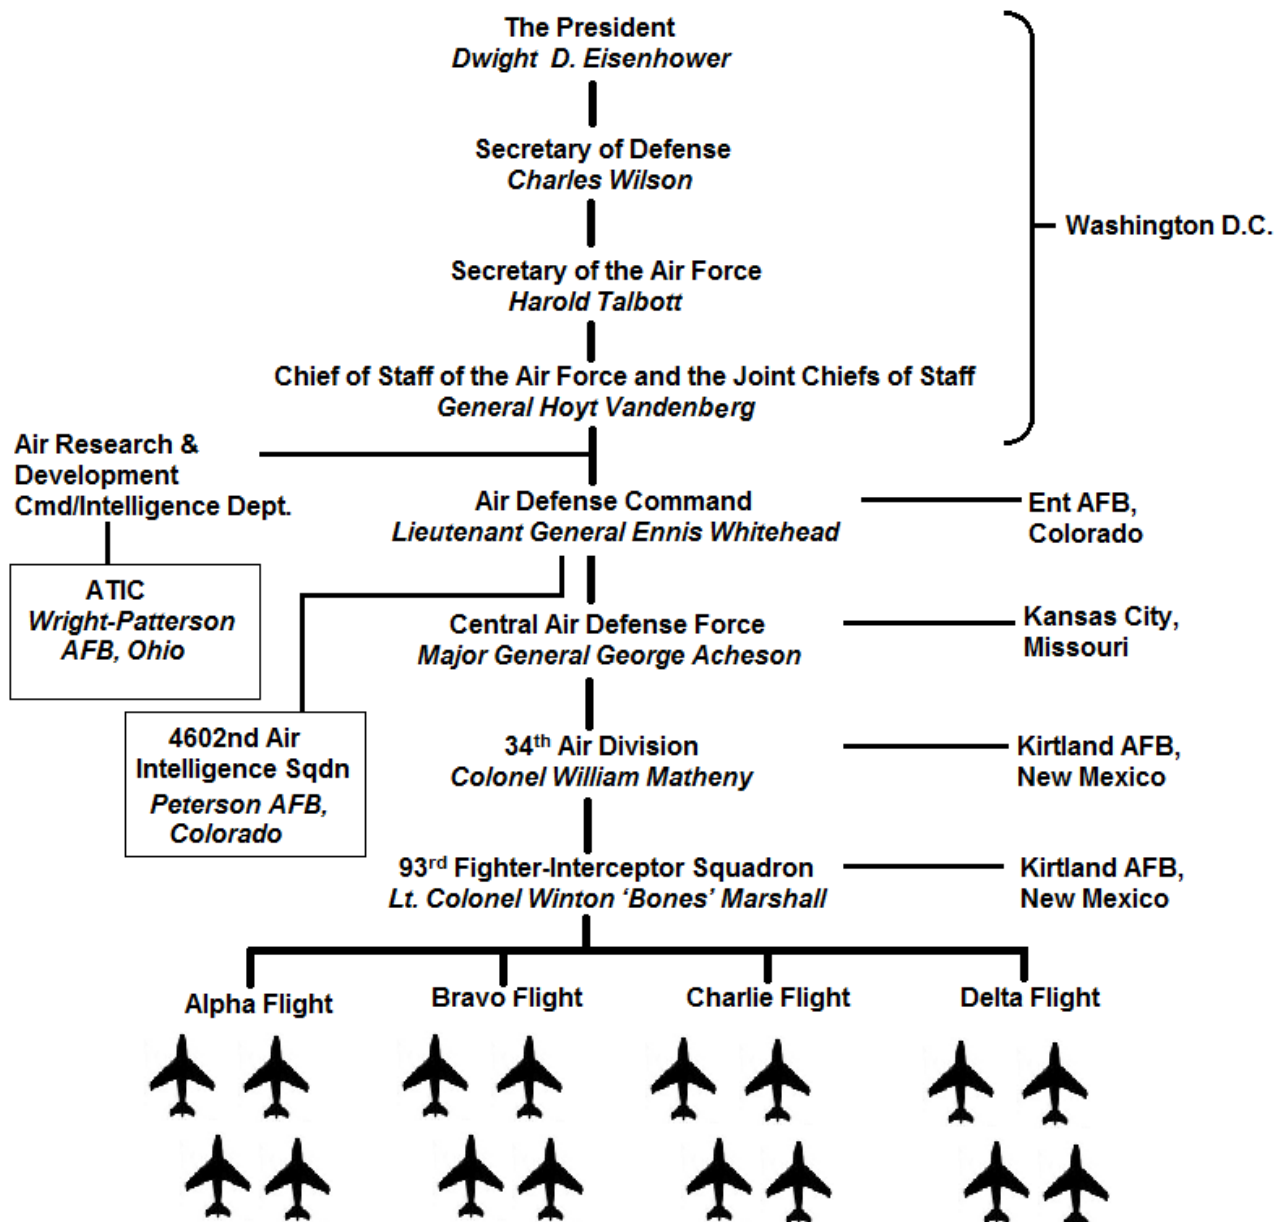 The President
Dwight D. Eisenhower
Secretary of Defense
Charles Wilson
Washington D.C.
Secretary of the Air Force
Harold Talbott
Chief of Staff of the Air Force and the Joint Chiefs of Staff
General Hoyt Vandenberg
Air Research &
Development
Cmd/Intelligence Dept.
Air Defense Command
Lieutenant General Ennis Whitehead
Ent AFB,
Colorado
ATIC
Wright-Patterson
AFB, Ohio
Central Air Defense Force
Major General George Acheson
Kansas City,
Missouri
4602nd Air
Intelligence Sqdn
Peterson AFB,
Colorado
34th Air Division
Colonel William Matheny
Kirtland AFB,
New Mexico
93rd Fighter-Interceptor Squadron
Lt. Colonel Winton ‘Bones’ Marshall
Kirtland AFB,
New Mexico
Alpha Flight
Bravo Flight
Charlie Flight
Delta Flight